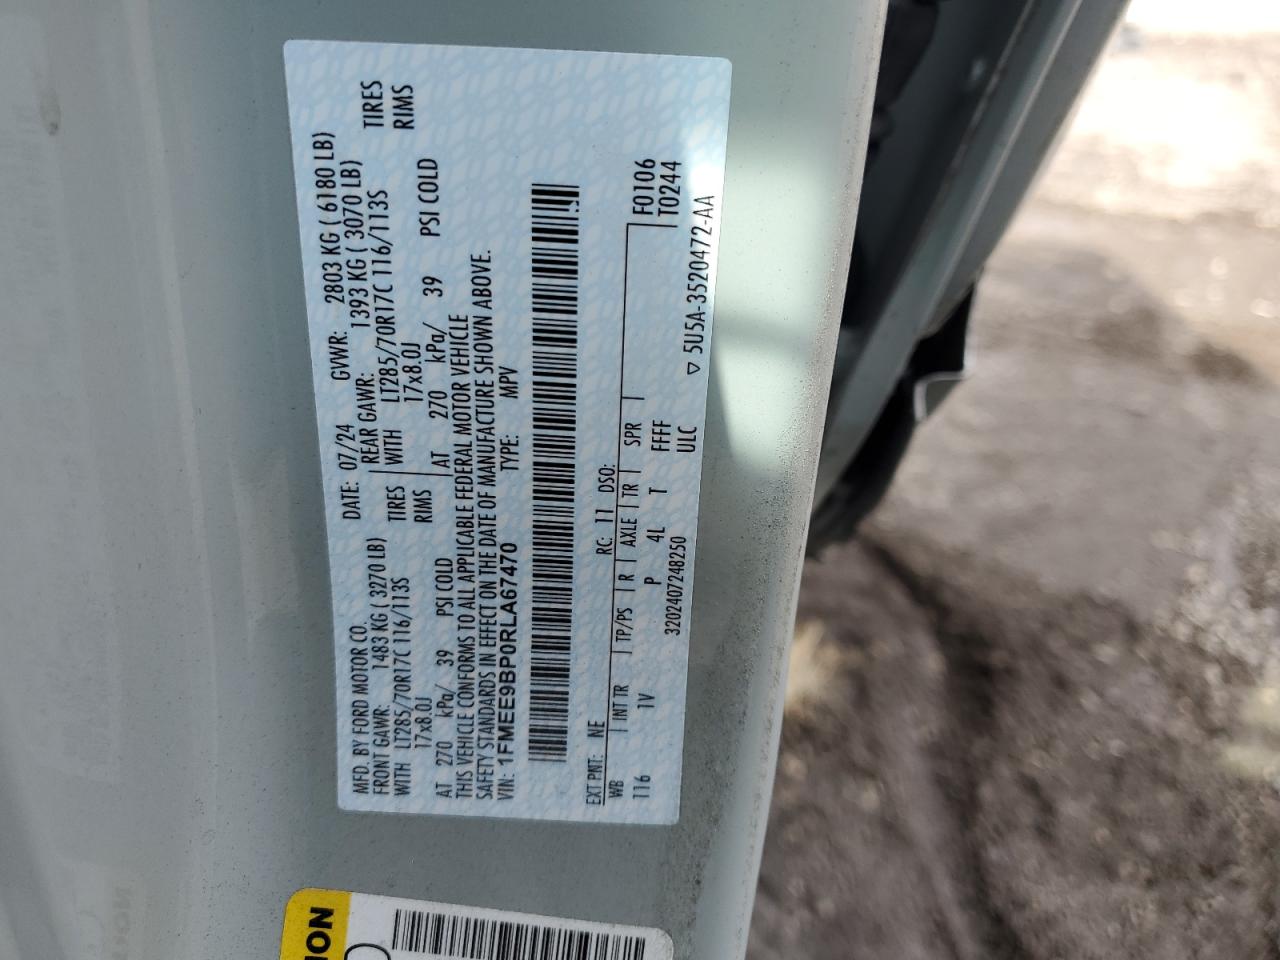 MFD. BY FORD MOTOR CO. DATE: 07/24 GVWR: 2803 KG ( 6180 LB)
FRONT GAWR: 1483 KG ( 3270 LB) REAR GAWR: 1393 KG ( 3070 LB)
WITH LT285/70R17C 116/113S TIRES WITH LT285/70R17C 116/113S TIRES
17x8.0J RIMS 17x8.0J RIMS
AT 270 kPa/ 39 PSI COLD AT 270 kPa/ 39 PSI COLD
THIS VEHICLE CONFORMS TO ALL APPLICABLE FEDERAL MOTOR VEHICLE
SAFETY STANDARDS IN EFFECT ON THE DATE OF MANUFACTURE SHOWN ABOVE.
VIN: 1FMEE9BP0RLA67470 TYPE: MPV
EXT PNT: NE RC: 11 DSO: F0106
WB INT TR TP/PS R AXLE TR SPR T0244
116 1V P 4L T FFFF
3202407248250 ULC
▽ 5U5A-3520472-AA
NOI